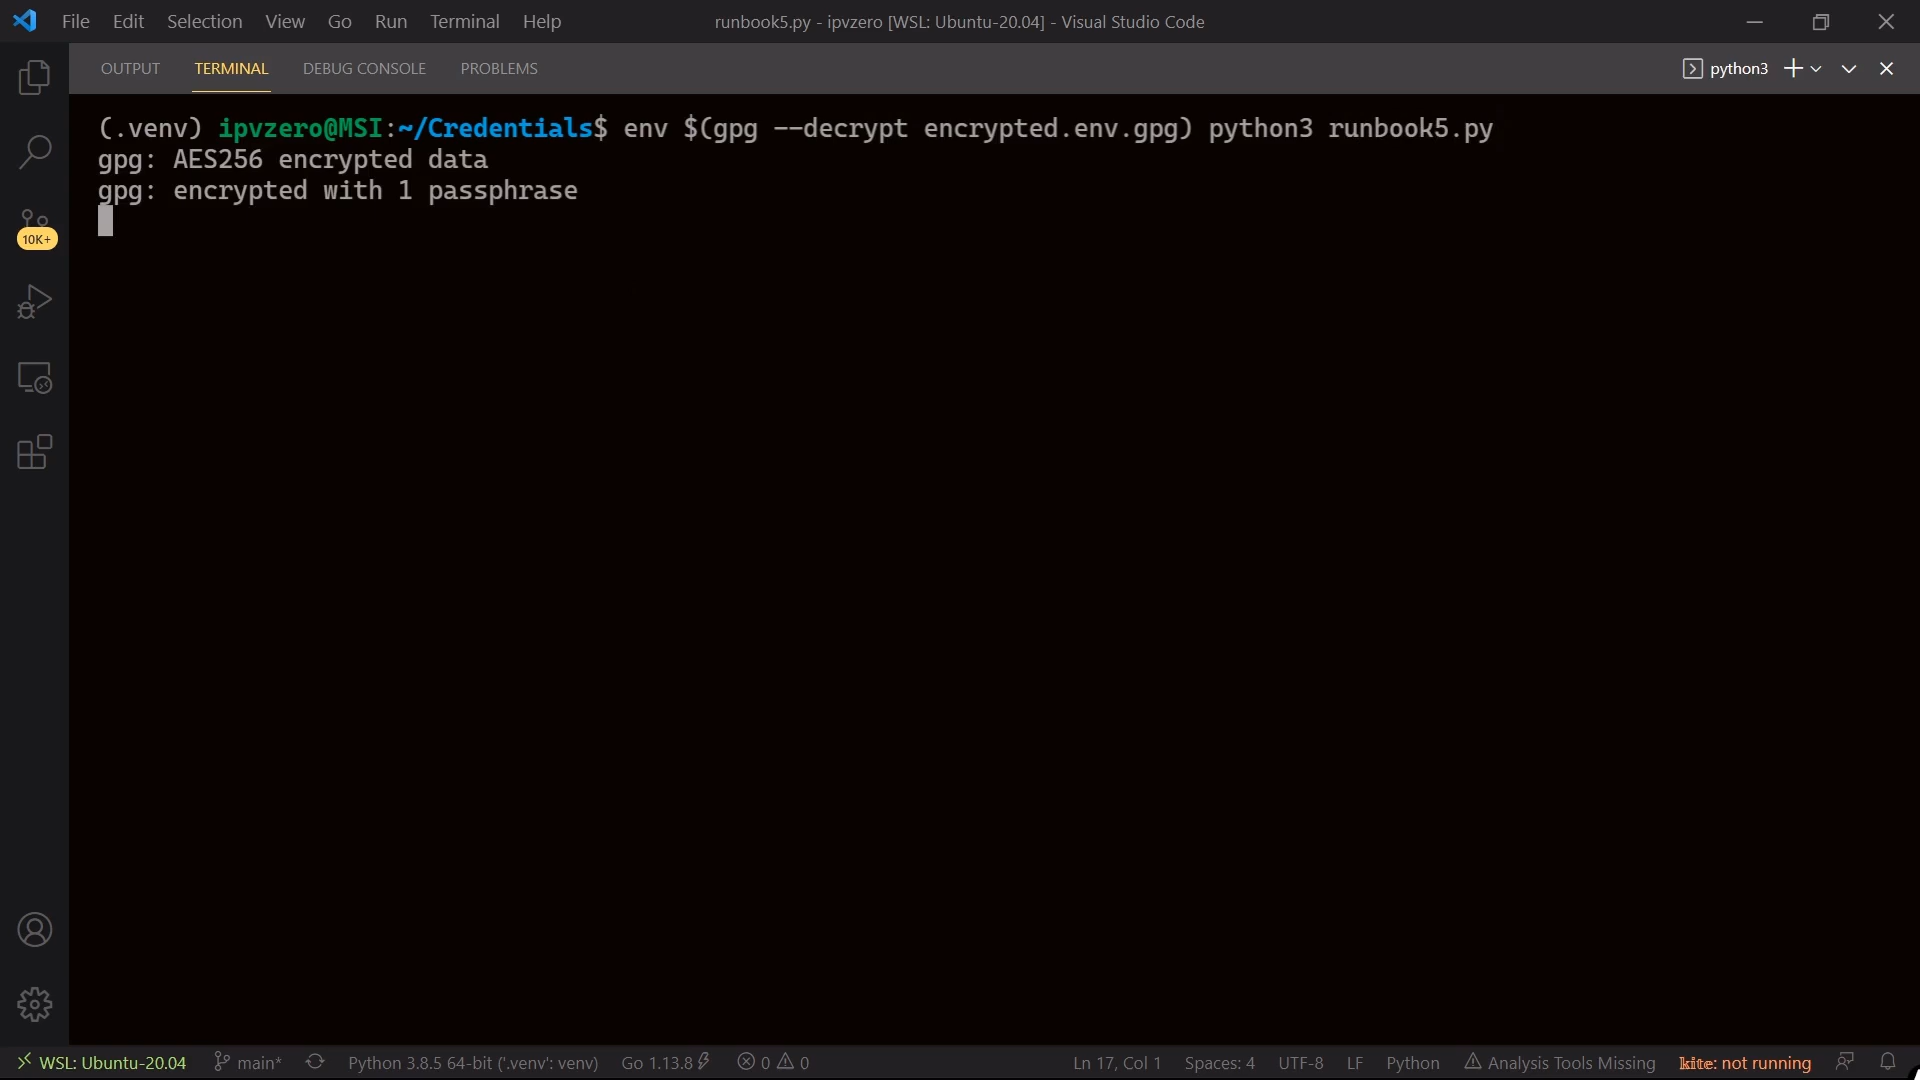 File Edit Selection View Go Run Terminal Help runbook5.py - ipvzero [WSL: Ubuntu-20.04] - Visual Studio Code
OUTPUT TERMINAL DEBUG CONSOLE PROBLEMS python3
(.venv) ipvzero@MSI:~/Credentials$ env $(gpg --decrypt encrypted.env.gpg) python3 runbook5.py
gpg: AES256 encrypted data
gpg: encrypted with 1 passphrase
10K+
WSL: Ubuntu-20.04 main* Python 3.8.5 64-bit ('.venv': venv) Go 1.13.8 0 0 Ln 17, Col 1 Spaces: 4 UTF-8 LF Python Analysis Tools Missing kite: not running